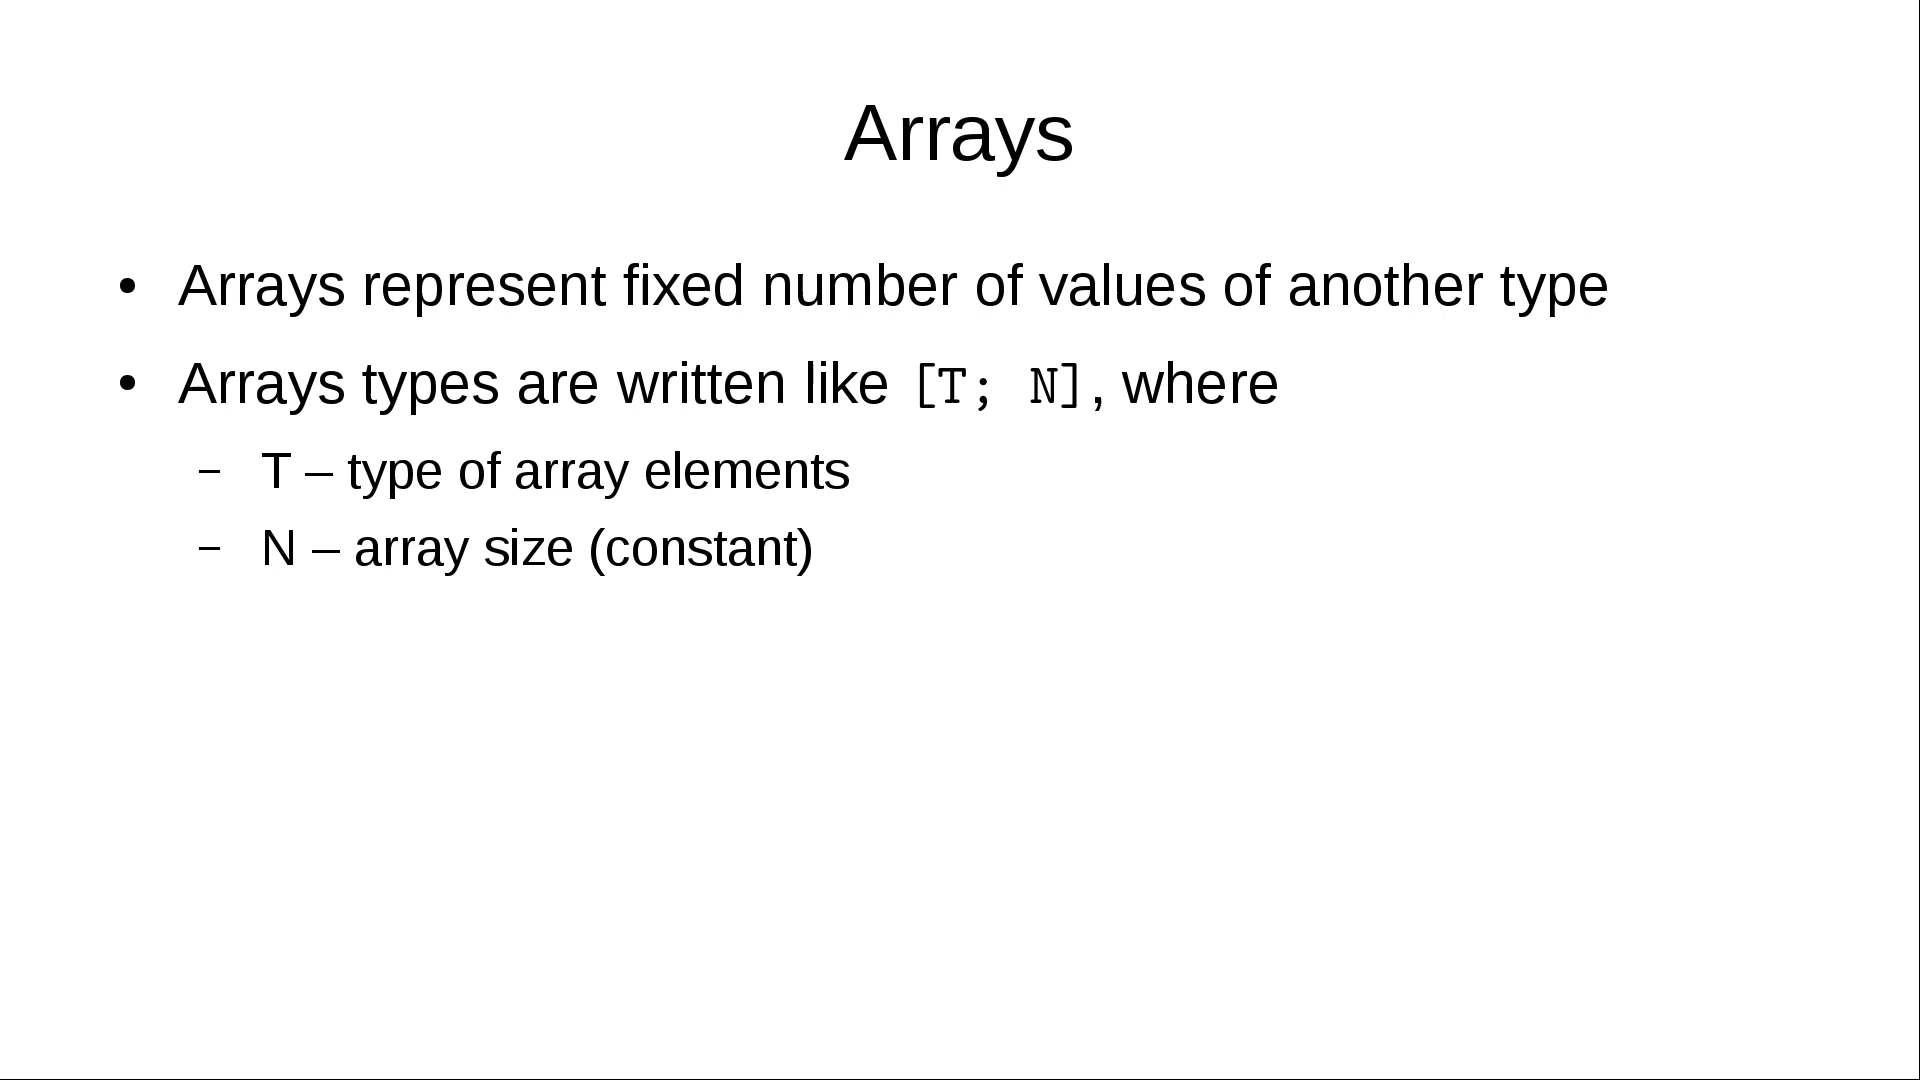 Arrays
• Arrays represent fixed number of values of another type
• Arrays types are written like [T; N], where
– T – type of array elements
– N – array size (constant)